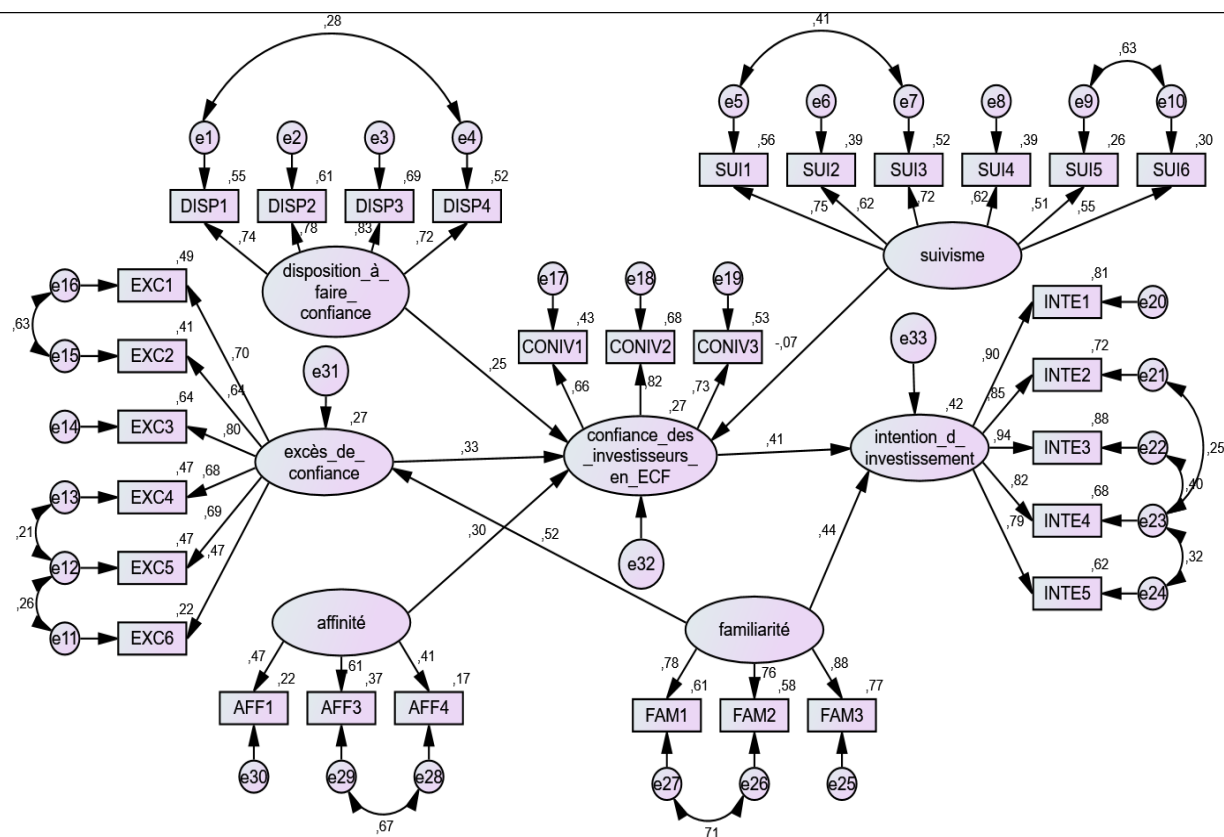 ,28
e1
e2
e3
e4
,55
,61
,69
,52
DISP1
DISP2
DISP3
DISP4
,74
,78
,83
,72
disposition_à_
faire_
confiance
,41
,63
e5
e6
e7
e8
e9
e10
,56
,39
,52
,39
,26
,30
SUI1
SUI2
SUI3
SUI4
SUI5
SUI6
,75
,62
,72
,62
,51
,55
suivisme
,49
e16
EXC1
,63
,41
e15
EXC2
,64
e14
EXC3
,47
e13
EXC4
,21
,47
e12
EXC5
,26
,22
e11
EXC6
,70
,64
,80
,68
,69
,47
e31
,27
excès_de_
confiance
e17
e18
e19
,43
,68
,53
CONIV1
CONIV2
CONIV3
,66
,82
,73
,27
confiance_des
_investisseurs_
en_ECF
e32
,25
-,07
,33
,30
,52
,41
,44
e33
,42
intention_d_
investissement
,81
INTE1
e20
,72
INTE2
e21
,88
INTE3
e22
,68
INTE4
e23
,62
INTE5
e24
,90
,85
,94
,82
,79
,25
,40
,32
affinité
,47
,61
,41
,22
,37
,17
AFF1
AFF3
AFF4
e30
e29
e28
,67
familiarité
,78
,76
,88
,61
,58
,77
FAM1
FAM2
FAM3
e27
e26
e25
,71